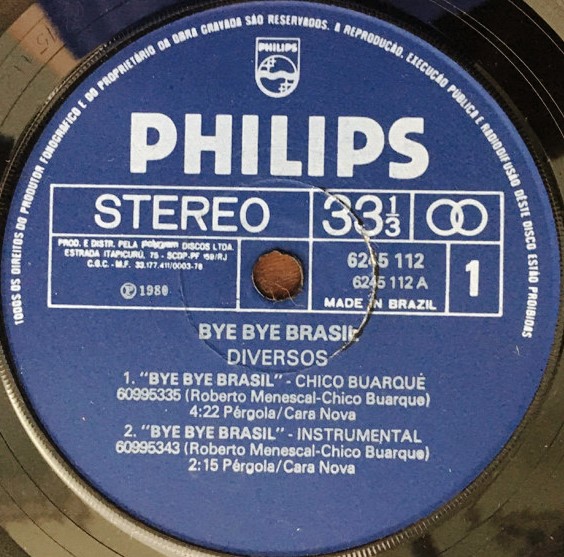 TODOS OS DIREITOS DO PRODUTOR FONOGRÁFICO E DO PROPRIETÁRIO DA OBRA GRAVADA SÃO RESERVADOS. A REPRODUÇÃO, EXECUÇÃO PÚBLICA E RADIODIFUSÃO DESTE DISCO ESTÃO PROIBIDAS
PHILIPS
PHILIPS
STEREO
33 1/3
PROD. E DISTR. PELA polygram DISCOS LTDA.
ESTRADA ITAPICURÚ, 75 - SCDP-PF 159/RJ
C.G.C. - M.F. 33.177.411/0003-78
℗ 1980
6245 112
6245 112 A
MADE IN BRAZIL
1
BYE BYE BRASIL
DIVERSOS
1. "BYE BYE BRASIL" - CHICO BUARQUE
60995335 (Roberto Menescal-Chico Buarque)
4:22 Pérgola/Cara Nova
2. "BYE BYE BRASIL" - INSTRUMENTAL
60995343 (Roberto Menescal-Chico Buarque)
2:15 Pérgola/Cara Nova